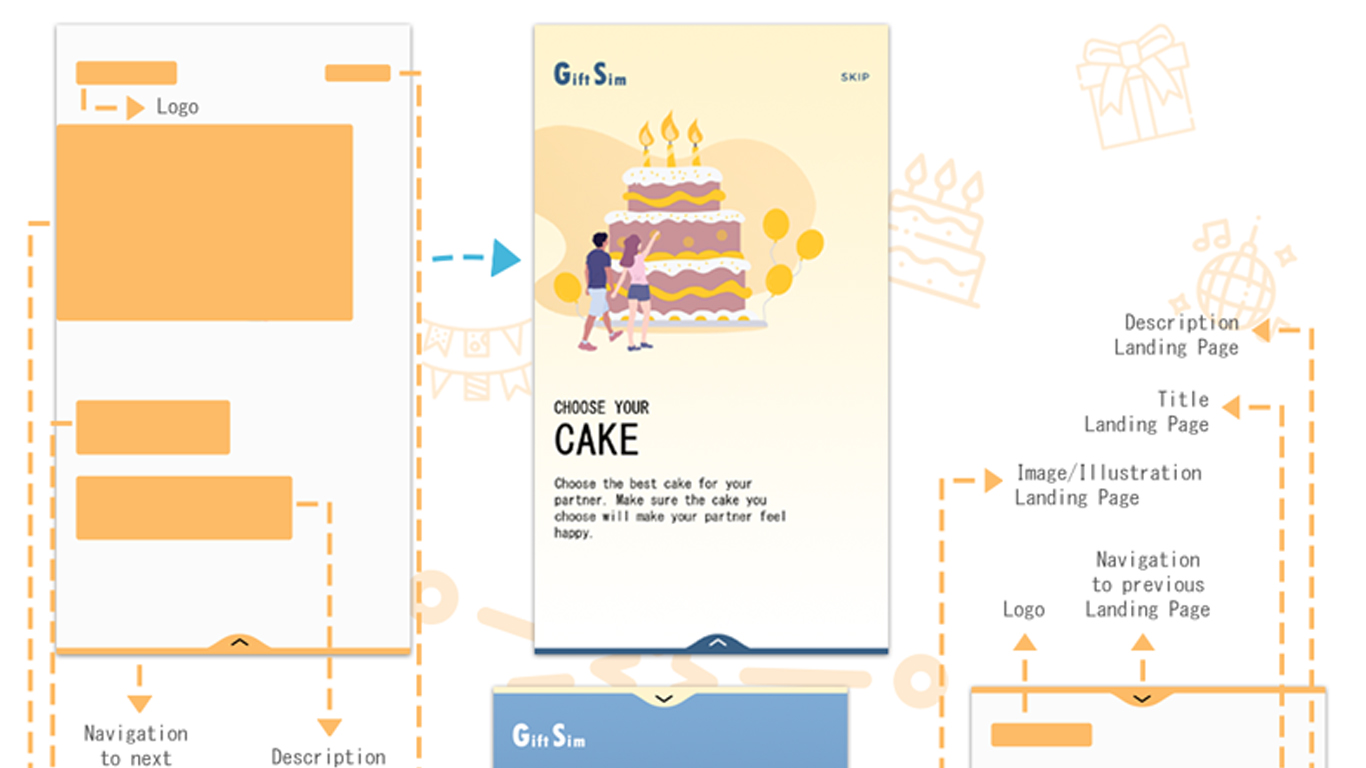 Logo
Gift Sim
SKIP
CHOOSE YOUR
CAKE
Choose the best cake for your
partner. Make sure the cake you
choose will make your partner feel
happy.
Description
Landing Page
Title
Landing Page
Image/Illustration
Landing Page
Navigation
to previous
Landing Page
Logo
Navigation
to next
Description
Gift Sim